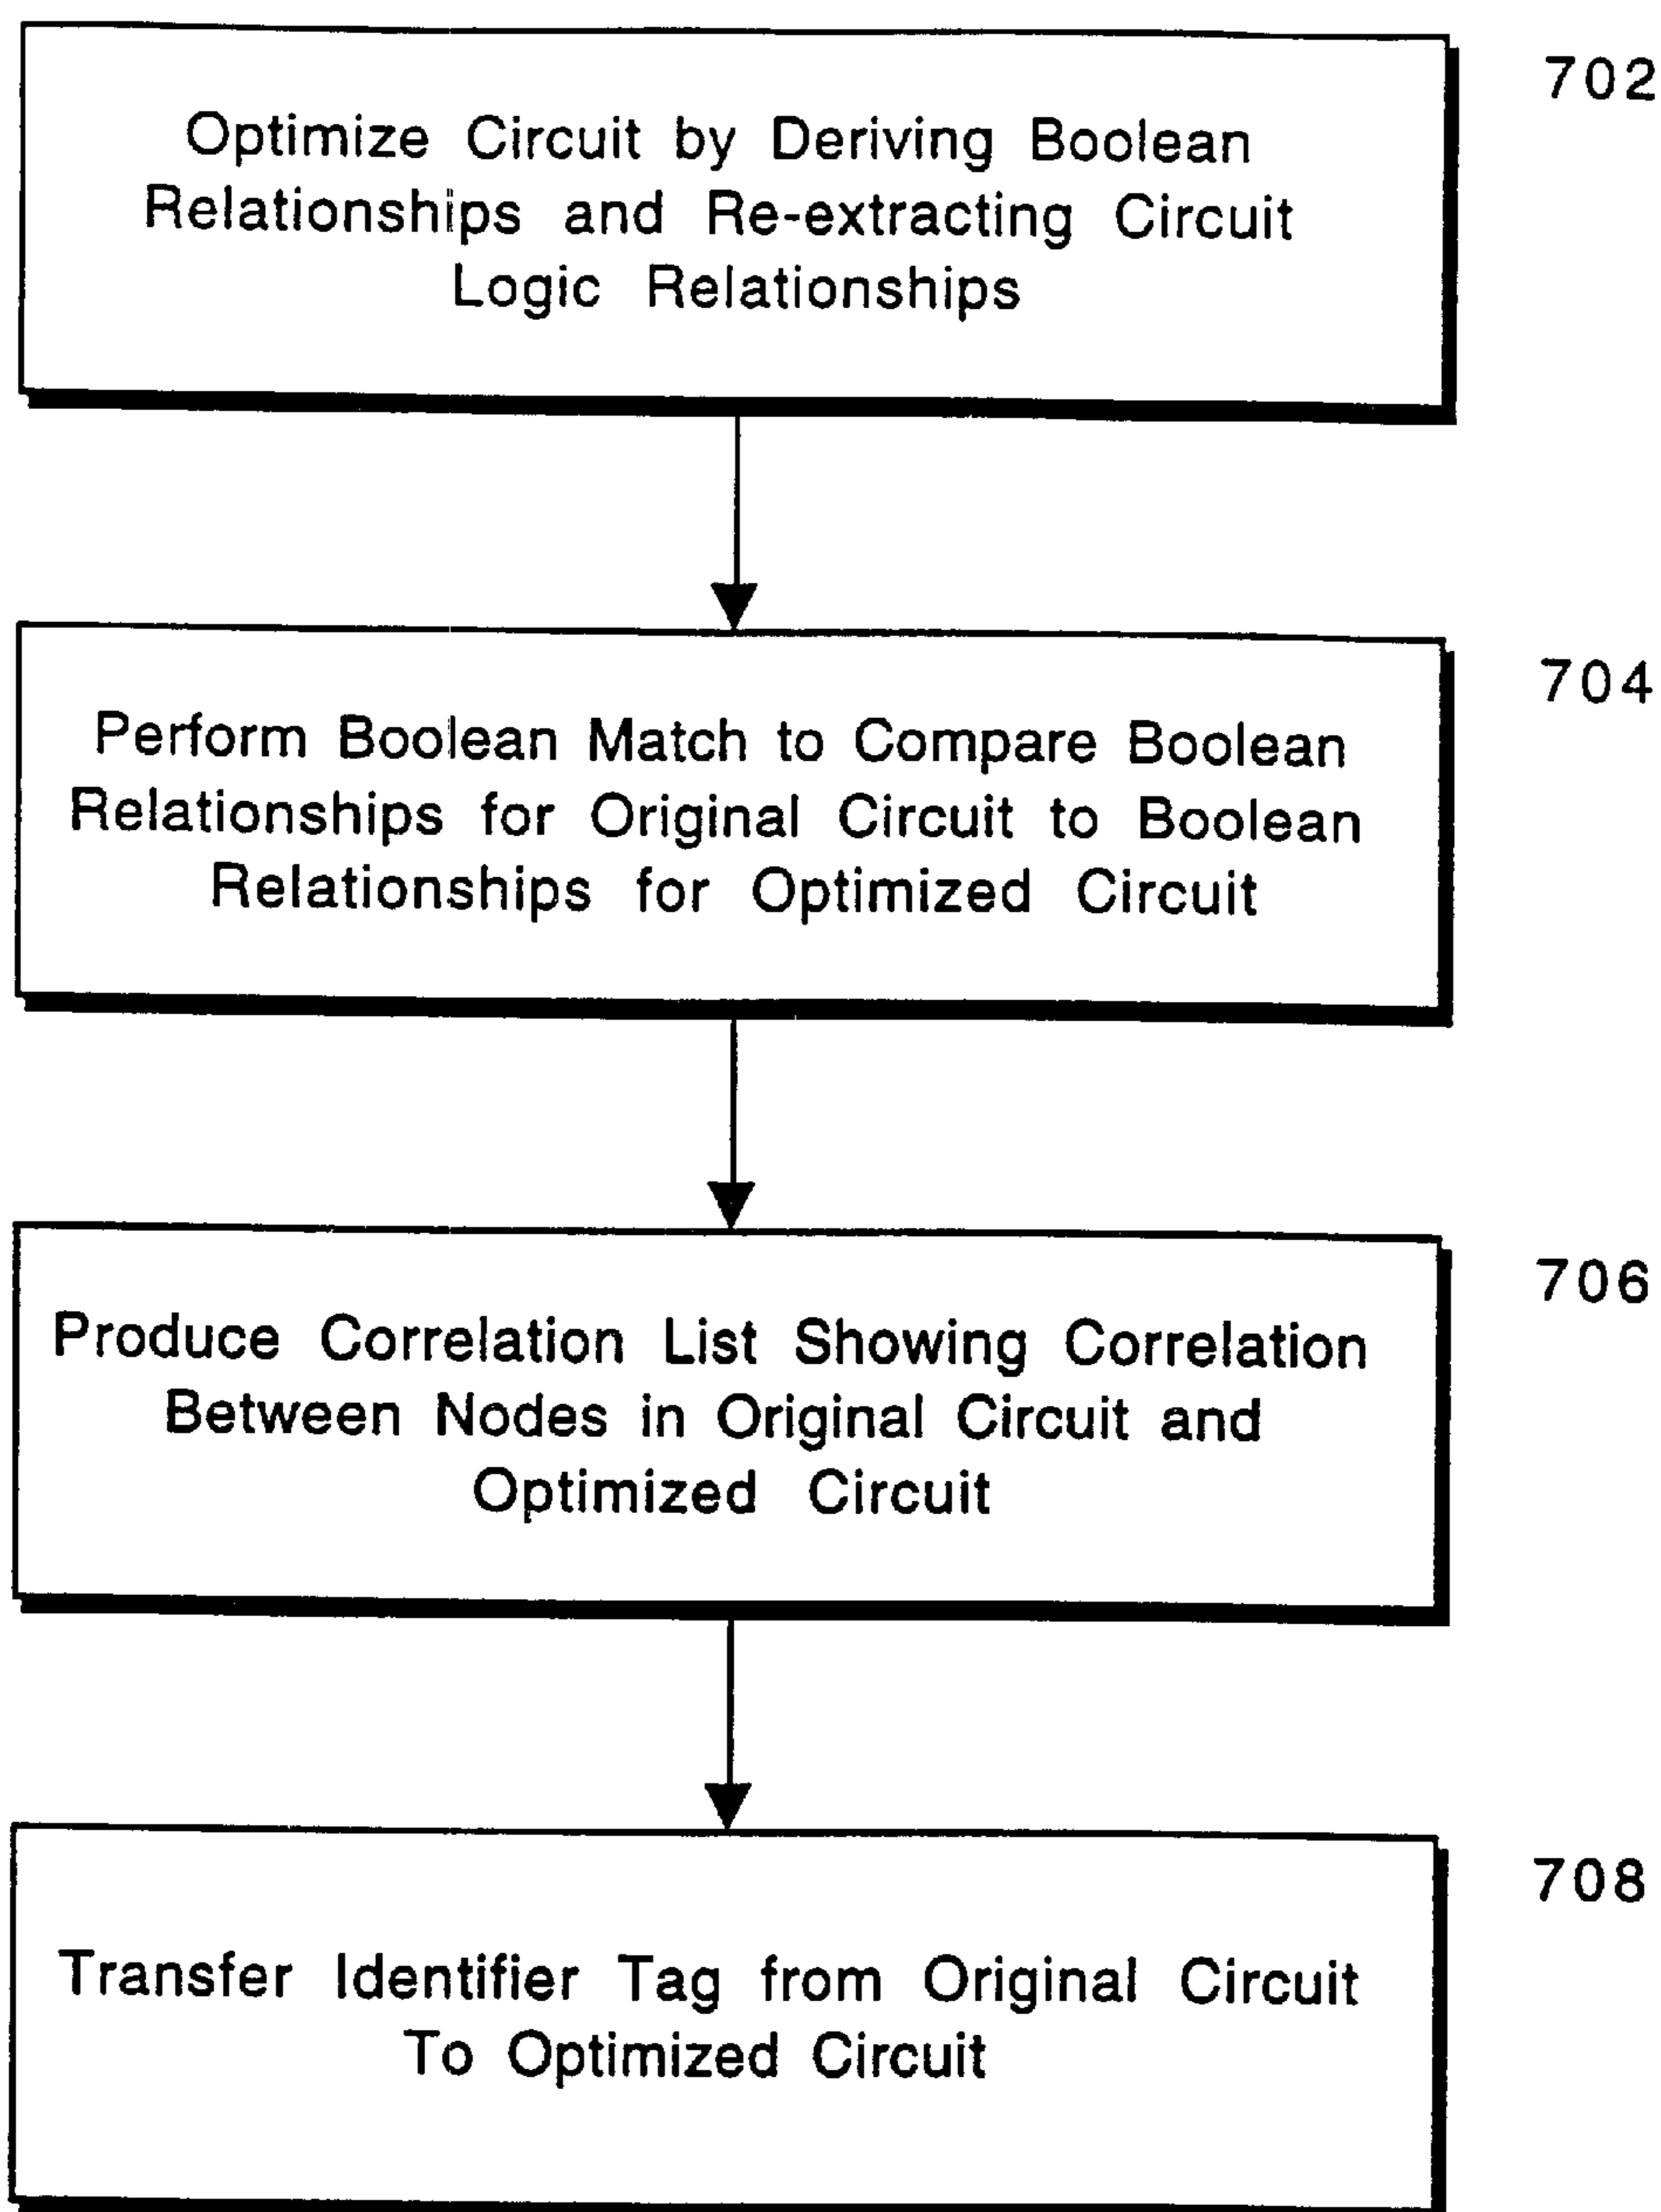 702
Optimize Circuit by Deriving Boolean
Relationships and Re-extracting Circuit
Logic Relationships
704
Perform Boolean Match to Compare Boolean
Relationships for Original Circuit to Boolean
Relationships for Optimized Circuit
706
Produce Correlation List Showing Correlation
Between Nodes in Original Circuit and
Optimized Circuit
708
Transfer Identifier Tag from Original Circuit
To Optimized Circuit